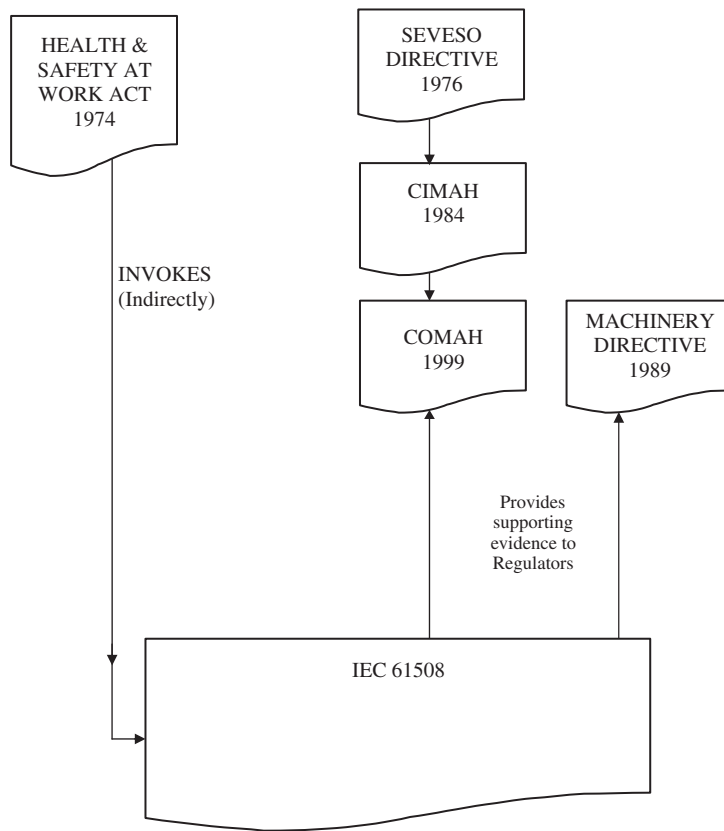 HEALTH &
SAFETY AT
WORK ACT
1974
SEVESO
DIRECTIVE
1976
CIMAH
1984
INVOKES
(Indirectly)
COMAH
1999
MACHINERY
DIRECTIVE
1989
Provides
supporting
evidence to
Regulators
IEC 61508